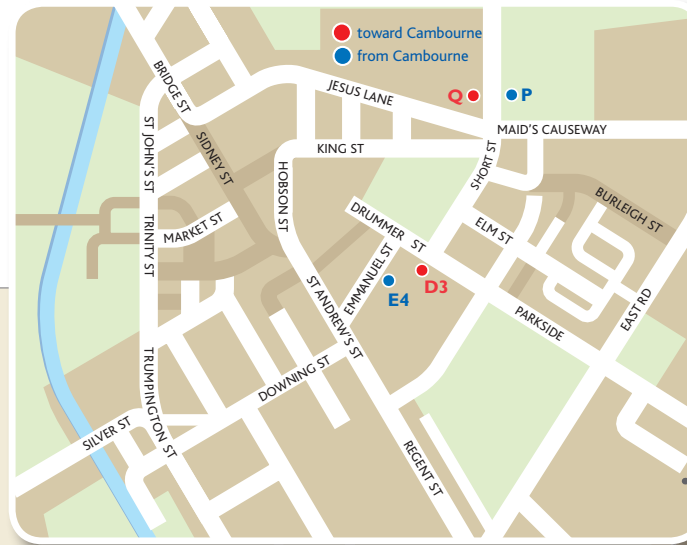 toward Cambourne
from Cambourne
BRIDGE ST
JESUS LANE
Q
P
MAID'S CAUSEWAY
ST JOHN'S ST
SIDNEY ST
KING ST
SHORT ST
HOBSON ST
BURLEIGH ST
MARKET ST
TRINITY ST
DRUMMER ST
ELM ST
EMMANUEL ST
D3
E4
ST ANDREW'S ST
PARKSIDE
EAST RD
DOWNING ST
TRUMPINGTON ST
SILVER ST
REGENT ST